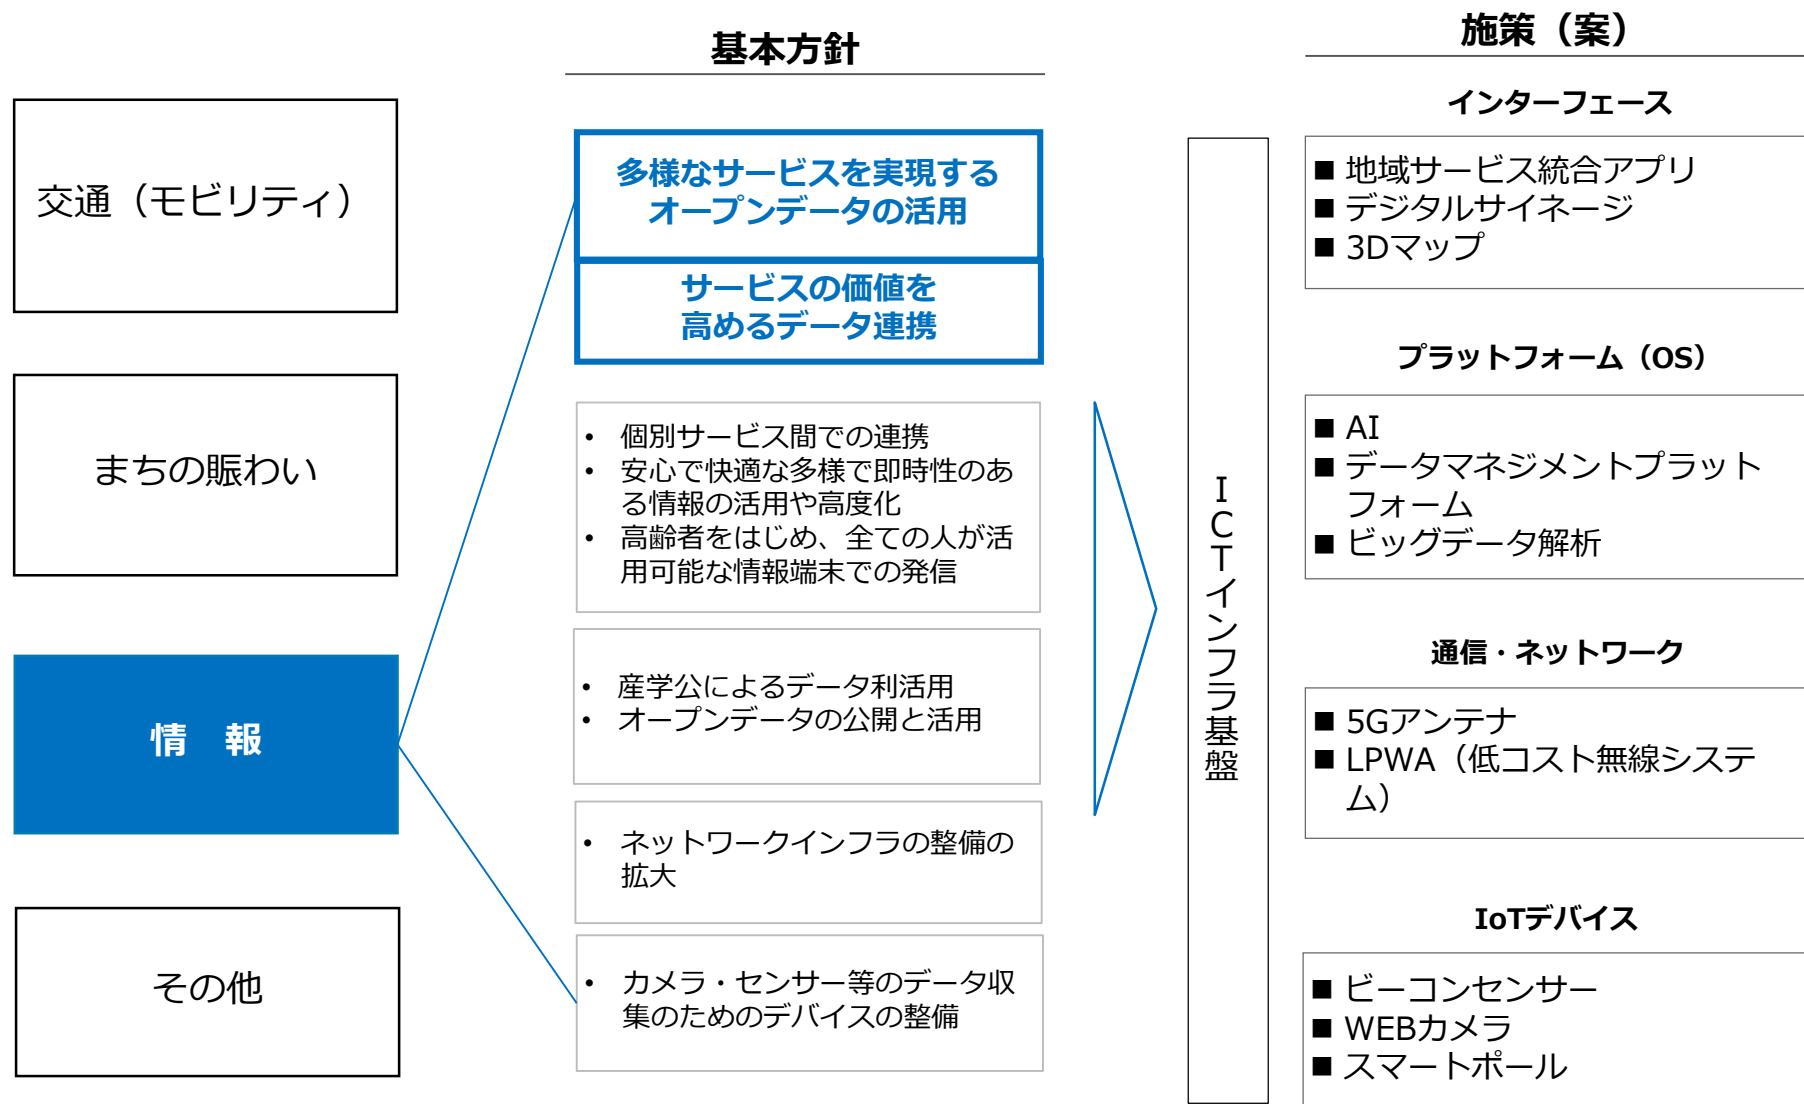 基本方針
施策（案）
交通（モビリティ）
まちの賑わい
情　報
その他
多様なサービスを実現する
オープンデータの活用
サービスの価値を
高めるデータ連携
• 個別サービス間での連携
• 安心で快適な多様で即時性のあ
る情報の活用や高度化
• 高齢者をはじめ、全ての人が活
用可能な情報端末での発信
• 産学公によるデータ利活用
• オープンデータの公開と活用
• ネットワークインフラの整備の
拡大
• カメラ・センサー等のデータ収
集のためのデバイスの整備
ICTインフラ基盤
インターフェース
■ 地域サービス統合アプリ
■ デジタルサイネージ
■ 3Dマップ
プラットフォーム（OS）
■ AI
■ データマネジメントプラット
フォーム
■ ビッグデータ解析
通信・ネットワーク
■ 5Gアンテナ
■ LPWA（低コスト無線システ
ム）
IoTデバイス
■ ビーコンセンサー
■ WEBカメラ
■ スマートポール